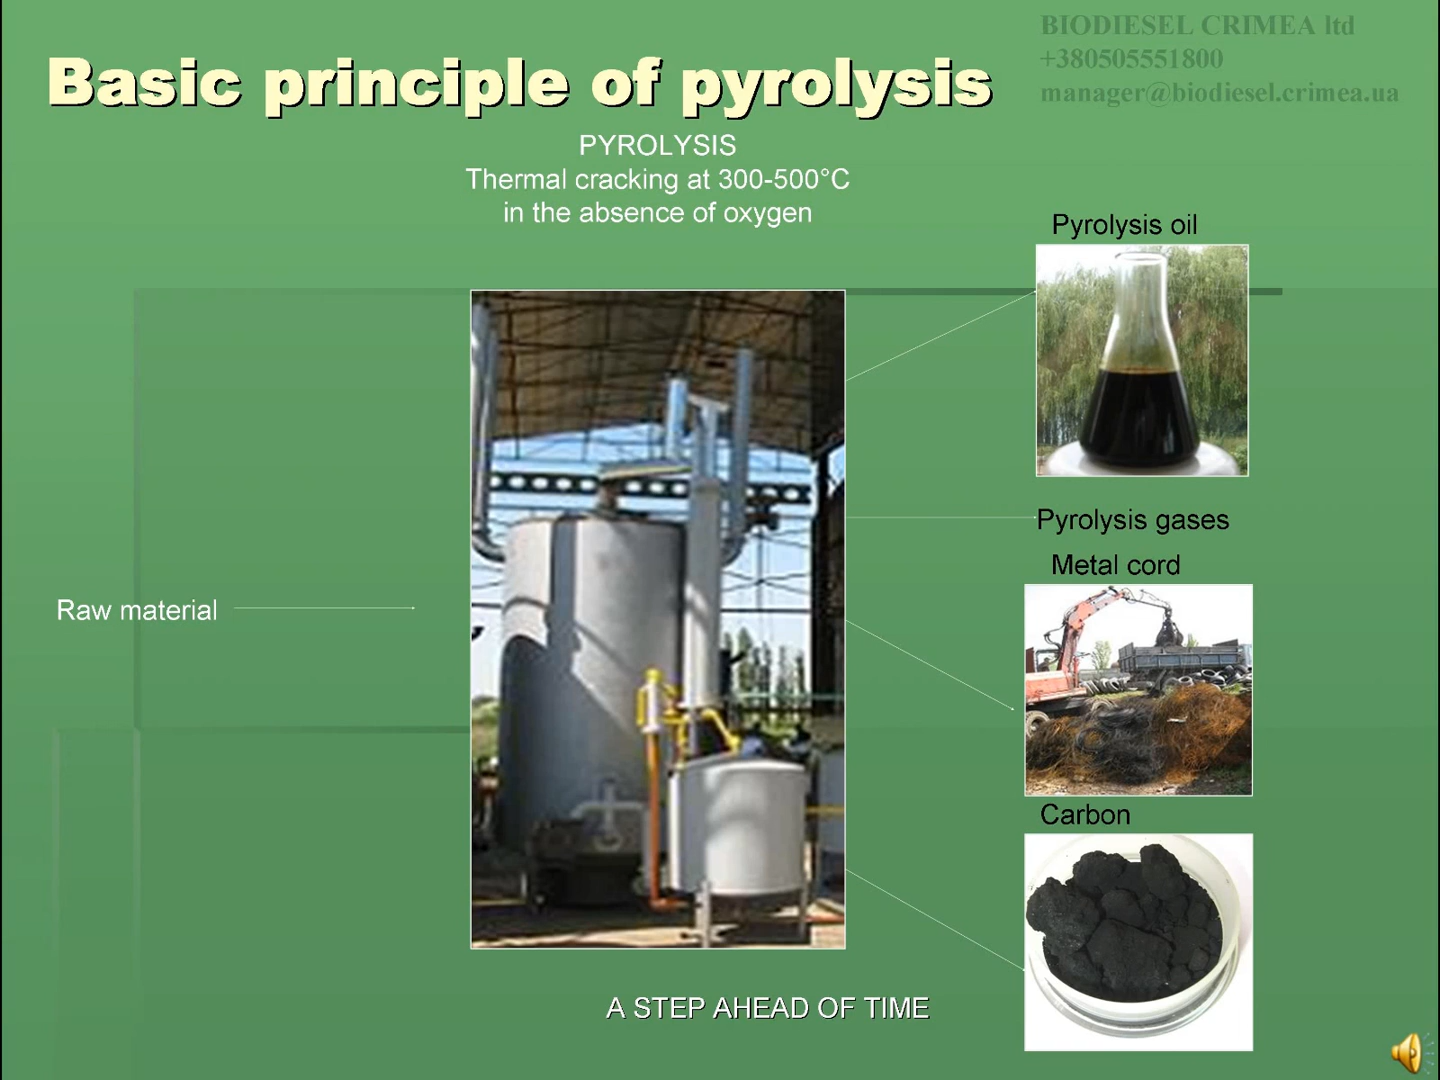 BIODIESEL CRIMEA ltd
+380505551800
manager@biodiesel.crimea.ua
Basic principle of pyrolysis
PYROLYSIS
Thermal cracking at 300-500°C
in the absence of oxygen
Pyrolysis oil
Pyrolysis gases
Metal cord
Raw material
Carbon
A STEP AHEAD OF TIME